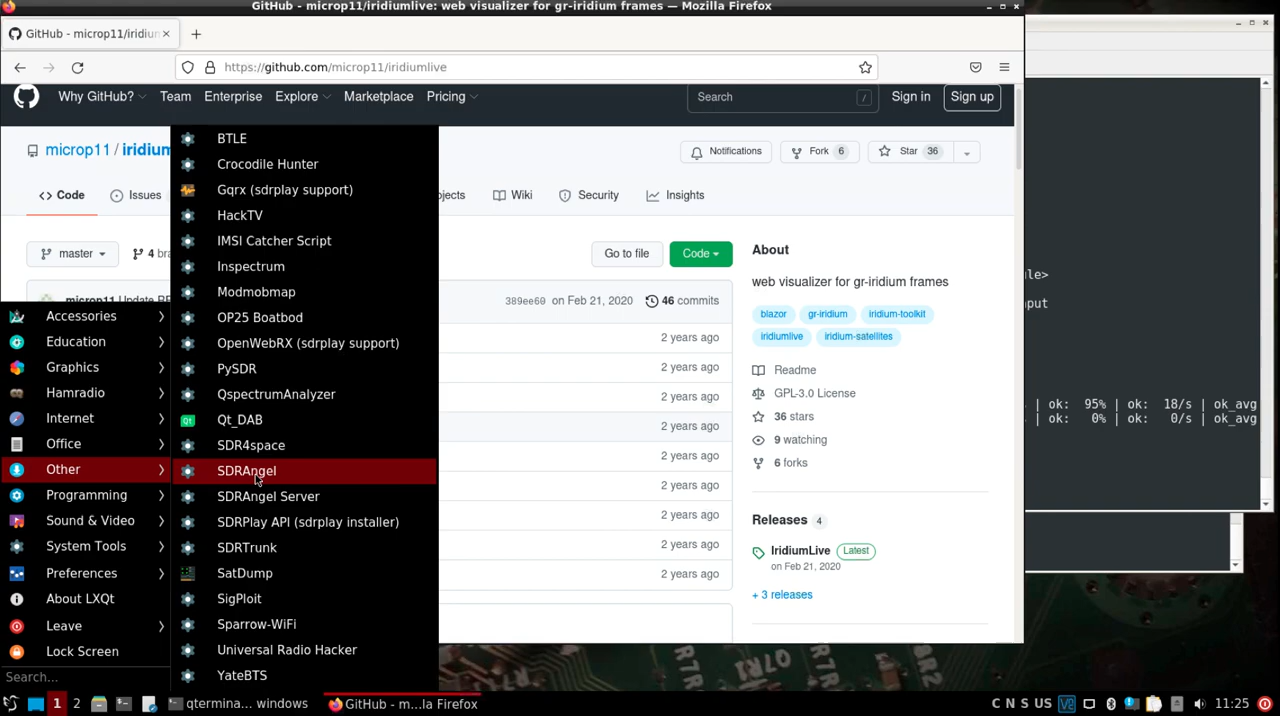 GitHub - microp11/iridiumlive: web visualizer for gr-iridium frames — Mozilla Firefox
GitHub - microp11/iridiun
https://github.com/microp11/iridiumlive
Why GitHub?
Team
Enterprise
Explore
Marketplace
Pricing
Search
/
Sign in
Sign up
microp11 / iridium
Notifications
Fork 6
Star 36
Code
Issues
ojects
Wiki
Security
Insights
master
4 bra
Go to file
Code
389ee60 on Feb 21, 2020
46 commits
2 years ago
2 years ago
2 years ago
2 years ago
2 years ago
2 years ago
2 years ago
2 years ago
2 years ago
About
web visualizer for gr-iridium frames
blazor
gr-iridium
iridium-toolkit
iridiumlive
iridium-satellites
Readme
GPL-3.0 License
36 stars
9 watching
6 forks
Releases 4
IridiumLive
Latest
on Feb 21, 2020
+ 3 releases
BTLE
Crocodile Hunter
Gqrx (sdrplay support)
HackTV
IMSI Catcher Script
Inspectrum
Modmobmap
OP25 Boatbod
OpenWebRX (sdrplay support)
PySDR
QspectrumAnalyzer
Qt_DAB
SDR4space
SDRAngel
SDRAngel Server
SDRPlay API (sdrplay installer)
SDRTrunk
SatDump
SigPloit
Sparrow-WiFi
Universal Radio Hacker
YateBTS
Accessories
Education
Graphics
Hamradio
Internet
Office
Other
Programming
Sound & Video
System Tools
Preferences
About LXQt
Leave
Lock Screen
Search...
ule>
nput
| ok: 95% | ok: 18/s | ok_avg
| ok: 0% | ok: 0/s | ok_avg
1
2
qtermina... windows
GitHub - m...la Firefox
C N S US
11:25